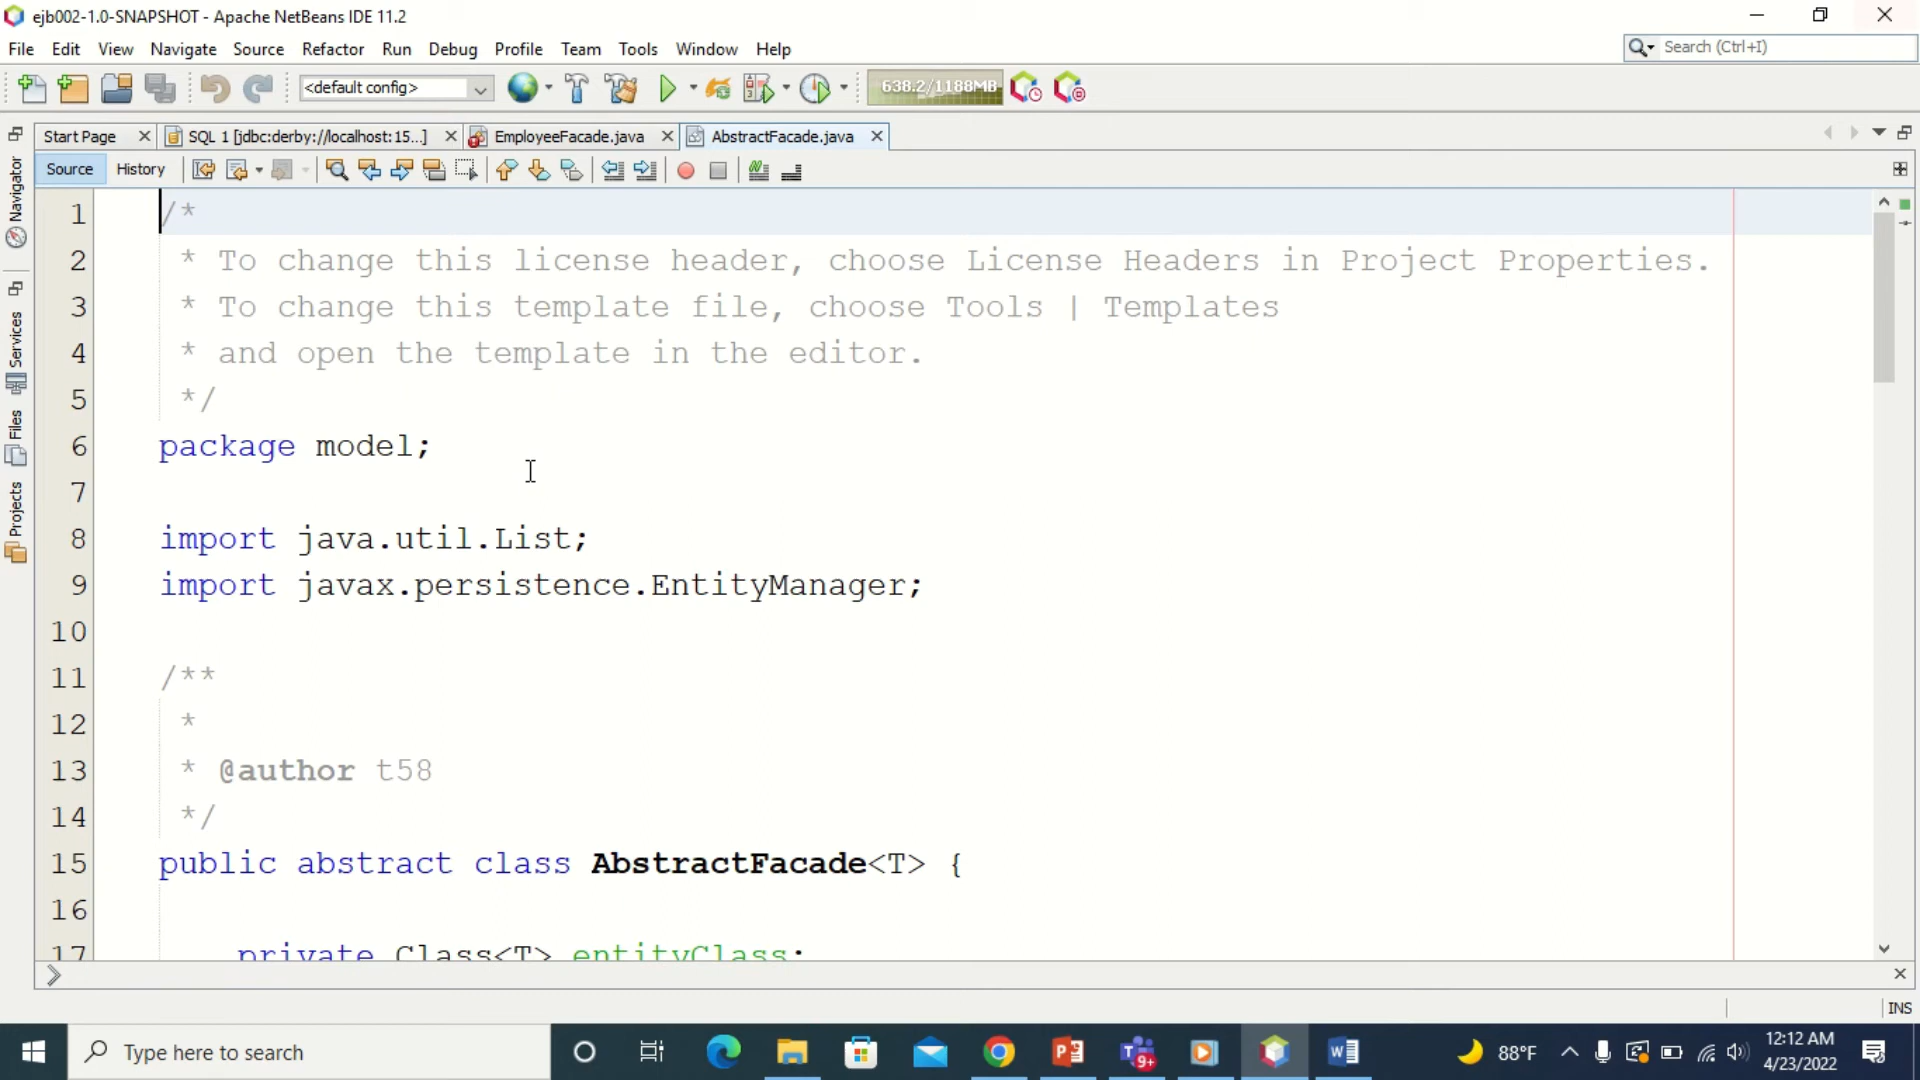 ejb002-1.0-SNAPSHOT - Apache NetBeans IDE 11.2
File Edit View Navigate Source Refactor Run Debug Profile Team Tools Window Help
Search (Ctrl+I)
<default config>
638.2/1188MB
Start Page SQL 1 [jdbc:derby://localhost:15...] EmployeeFacade.java AbstractFacade.java
Source History
Navigator
Services
Files
Projects
1 /*
2 * To change this license header, choose License Headers in Project Properties.
3 * To change this template file, choose Tools | Templates
4 * and open the template in the editor.
5 */
6 package model;
7
8 import java.util.List;
9 import javax.persistence.EntityManager;
10
11 /**
12 *
13 * @author t58
14 */
15 public abstract class AbstractFacade<T> {
16
17 private Class<T> entityClass;
INS
Type here to search
9+
88°F
12:12 AM
4/23/2022